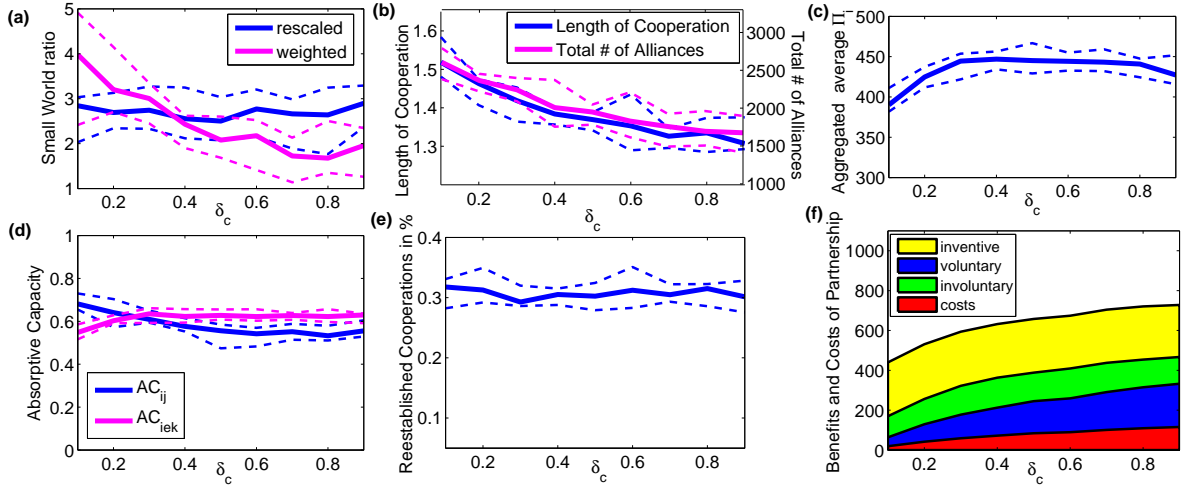 (a)
Small World ratio
5
4
3
2
1
rescaled
weighted
0.2 0.4 0.6 0.8
δc
(b)
Length of Cooperation
1.6
1.5
1.4
1.3
Length of Cooperation
Total # of Alliances
3000
2500
2000
1500
1000
Total # of Alliances
0.2 0.4 0.6 0.8
δc
(c)
Aggregated average Π
500
450
400
350
300
0.2 0.4 0.6 0.8
δc
(d)
Absorptive Capacity
1
0.8
0.6
0.4
0.2
0
ACij
ACiek
0.2 0.4 0.6 0.8
δc
(e)
Reestablished Cooperations in %
0.4
0.3
0.2
0.1
0.2 0.4 0.6 0.8
δc
(f)
Benefits and Costs of Partnership
1000
800
600
400
200
0
inventive
voluntary
involuntary
costs
0.2 0.4 0.6 0.8
δc